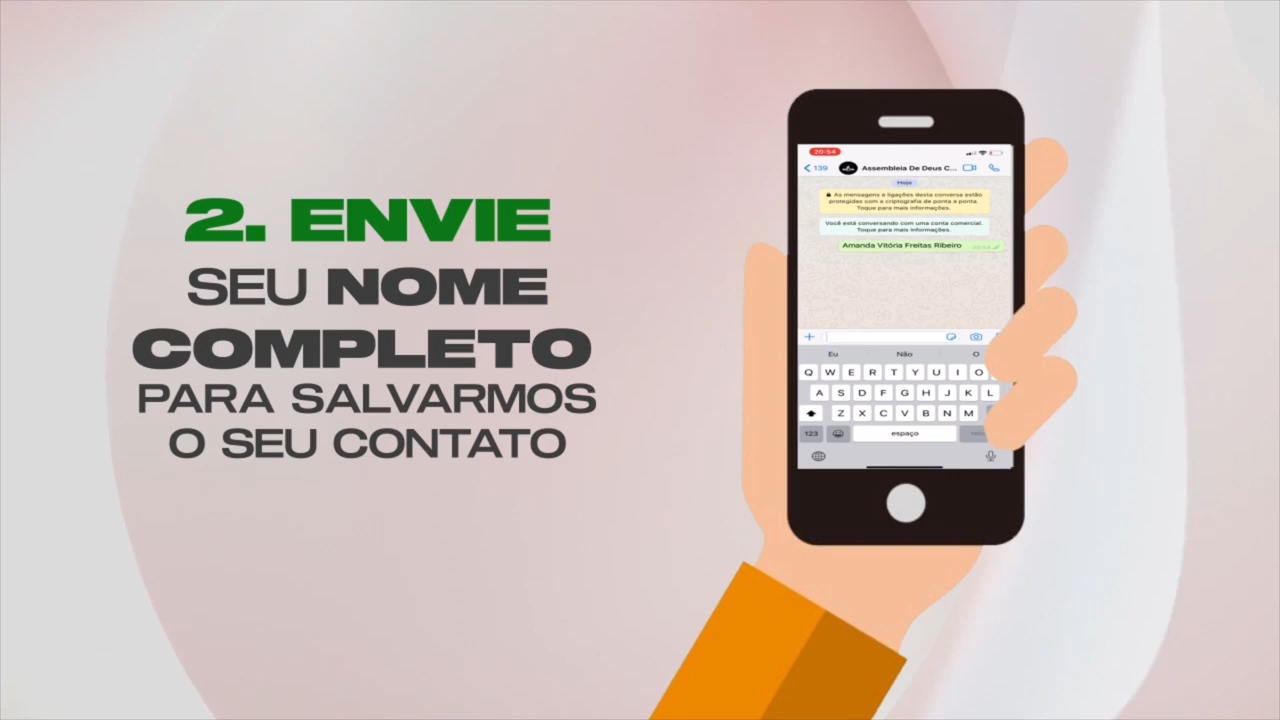 2. ENVIE
SEU NOME
COMPLETO
PARA SALVARMOS
O SEU CONTATO
20:54
139
Assembleia De Deus C...
Hoje
As mensagens e ligações desta conversa estão
protegidas com a criptografia de ponta a ponta.
Toque para mais informações.
Você está conversando com uma conta comercial.
Toque para mais informações.
Amanda Vitória Freitas Ribeiro
Eu Não O
Q W E R T Y U I O
A S D F G H J K L
Z X C V B N M
123 espaço